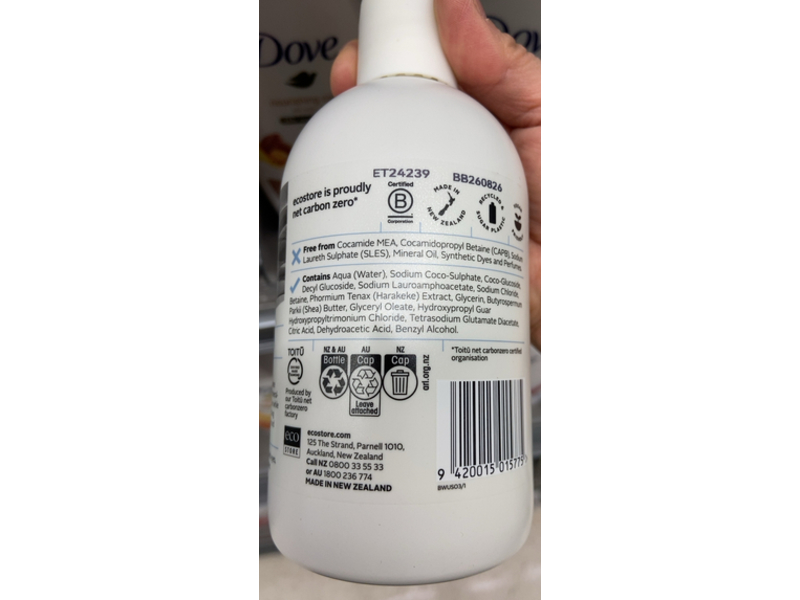 Dove
ET24239 BB260826
ecostore is proudly
net carbon zero*
Certified
B
Corporation
MADE IN
NEW ZEALAND
RECYCLED &
SUGAR PLASTIC
Free from Cocamide MEA, Cocamidopropyl Betaine (CAPB), Sodium
Laureth Sulphate (SLES), Mineral Oil, Synthetic Dyes and Perfumes
Contains Aqua (Water), Sodium Coco-Sulphate, Coco-Glucoside,
Decyl Glucoside, Sodium Lauroamphoacetate, Sodium Chloride,
Betaine, Phormium Tenax (Harakeke) Extract, Glycerin, Butyrospermum
Parkii (Shea) Butter, Glyceryl Oleate, Hydroxypropyl Guar
Hydroxypropyltrimonium Chloride, Tetrasodium Glutamate Diacetate,
Citric Acid, Dehydroacetic Acid, Benzyl Alcohol.
TOITŪ
Produced by
our Toitū net
carbonzero
factory
NZ & AU
Bottle
AU
Cap
Leave
attached
NZ
Cap
arl.org.nz
*Toitū net carbonzero certified
organisation
eco
STORE
ecostore.com
125 The Strand, Parnell 1010,
Auckland, New Zealand
Call NZ 0800 33 55 33
or AU 1800 236 774
MADE IN NEW ZEALAND
9 420015 015775
BWUS03/1